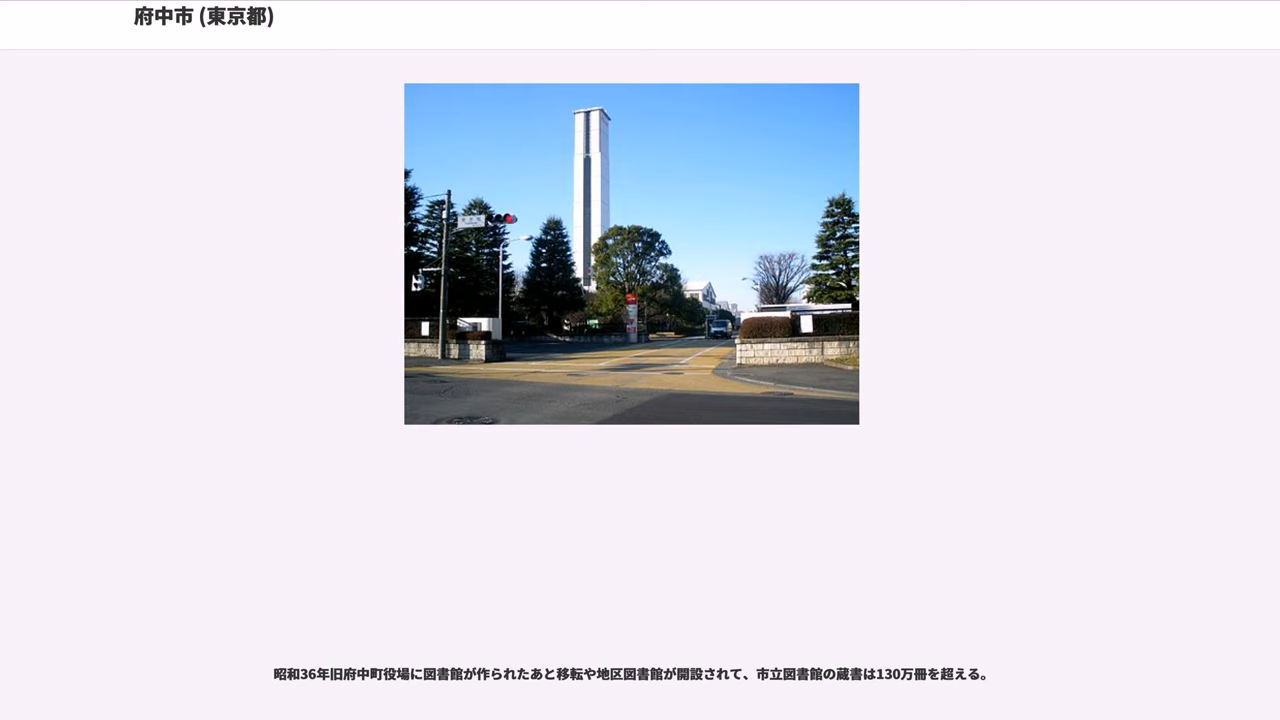 府中市 (東京都)
昭和36年旧府中町役場に図書館が作られたあと移転や地区図書館が開設されて、市立図書館の蔵書は130万冊を超える。